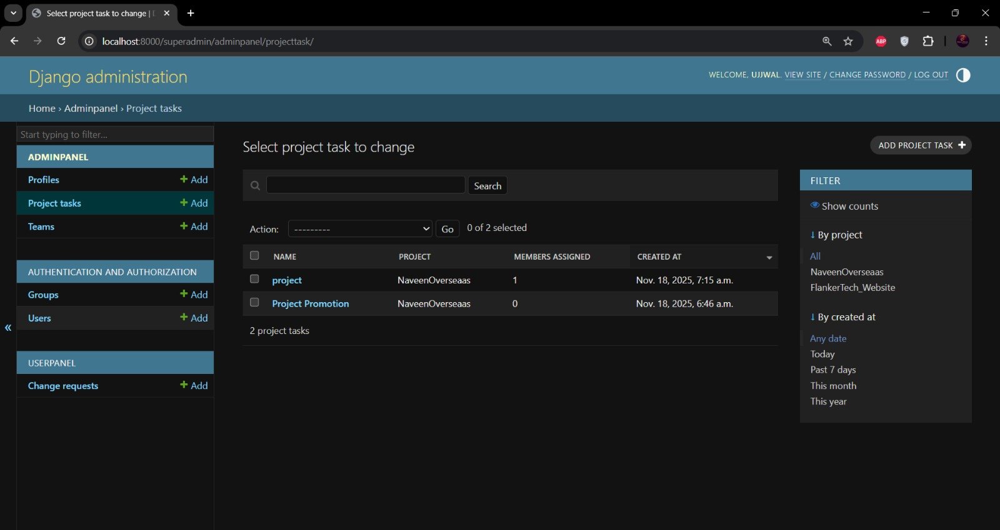 Select project task to change | D
localhost:8000/superadmin/adminpanel/projecttask/
ABP
Django administration
WELCOME, UJJWAL. VIEW SITE / CHANGE PASSWORD / LOG OUT
Home › Adminpanel › Project tasks
Start typing to filter...
ADMINPANEL
Profiles + Add
Project tasks + Add
Teams + Add
AUTHENTICATION AND AUTHORIZATION
Groups + Add
Users + Add
«
USERPANEL
Change requests + Add
Select project task to change
ADD PROJECT TASK +
Search
Action: --------- Go 0 of 2 selected
NAME PROJECT MEMBERS ASSIGNED CREATED AT
project NaveenOverseaas 1 Nov. 18, 2025, 7:15 a.m.
Project Promotion NaveenOverseaas 0 Nov. 18, 2025, 6:46 a.m.
2 project tasks
FILTER
Show counts
↓ By project
All
NaveenOverseaas
FlankerTech_Website
↓ By created at
Any date
Today
Past 7 days
This month
This year